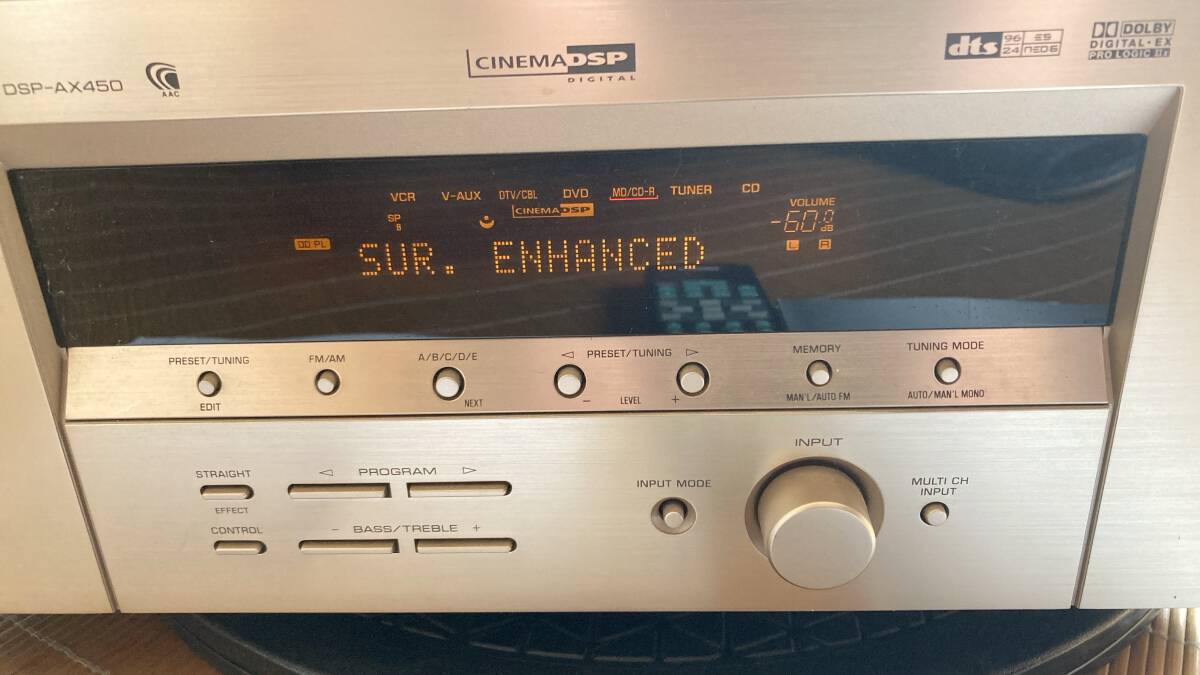 DSP-AX450
AAC
CINEMA DSP
DIGITAL
dts 96 24 ES NEO6
DOLBY
DIGITAL·EX
PRO LOGIC IIx
VCR V-AUX DTV/CBL DVD MD/CD-R TUNER CD
CINEMA DSP
VOLUME
SP
B
-60.0
dB
PL
L R
SUR. ENHANCED
PRESET/TUNING FM/AM A/B/C/D/E ◁ PRESET/TUNING ▷ MEMORY TUNING MODE
EDIT NEXT − LEVEL + MAN'L/AUTO FM AUTO/MAN'L MONO
STRAIGHT ◁ PROGRAM ▷
EFFECT
CONTROL − BASS/TREBLE +
INPUT MODE
INPUT
MULTI CH
INPUT